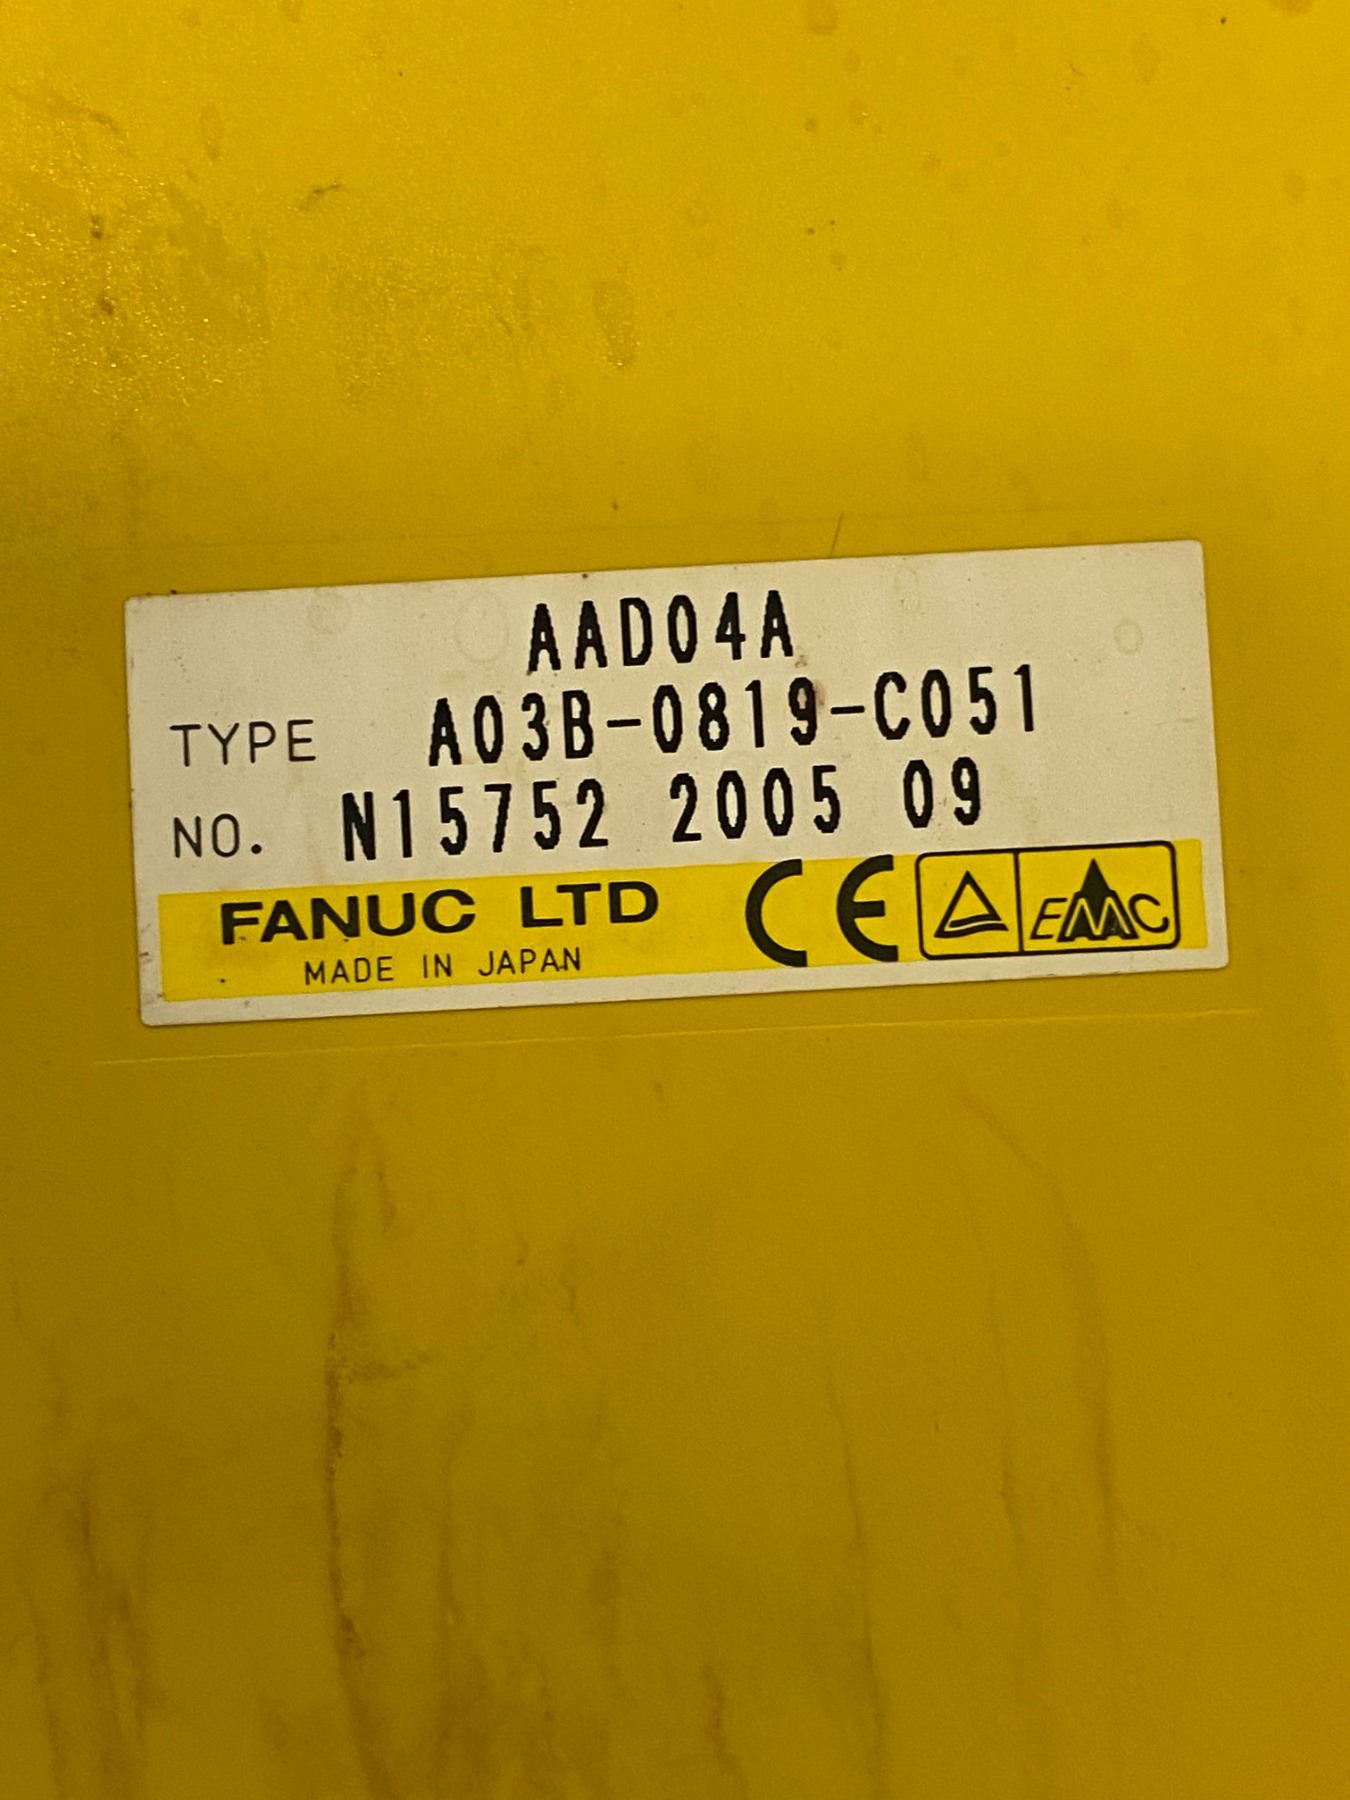 AAD04A
TYPE A03B-0819-C051
NO. N15752 2005 09
FANUC LTD CE EMC
MADE IN JAPAN